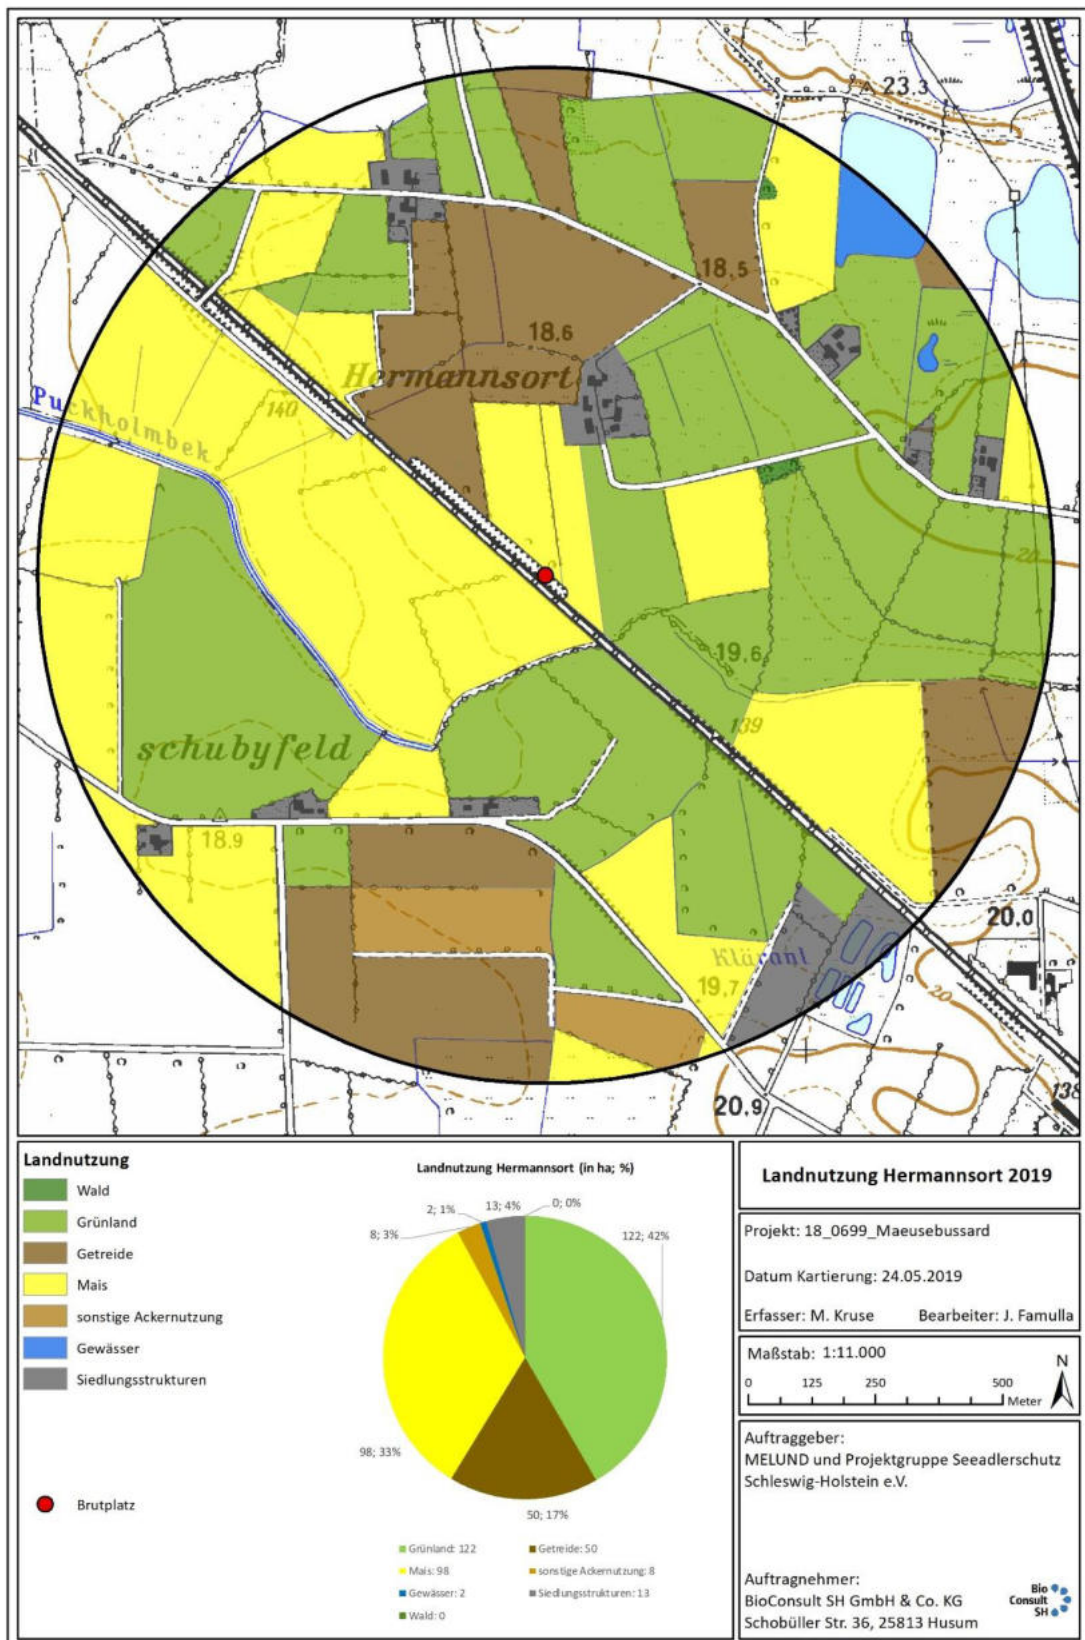 23.3
18.5
18.6
Hermannsort
140
Puckholmbek
20
19.6
139
schubyfeld
18.9
20.0
Kläranl
19.7
20
20.9
138
Landnutzung
Wald
Grünland
Getreide
Mais
sonstige Ackernutzung
Gewässer
Siedlungsstrukturen
Brutplatz
Landnutzung Hermannsort (in ha; %)
2; 1%
13; 4%
0; 0%
8; 3%
122; 42%
98; 33%
50; 17%
Grünland: 122
Getreide: 50
Mais: 98
sonstige Ackernutzung: 8
Gewässer: 2
Siedlungsstrukturen: 13
Wald: 0
Landnutzung Hermannsort 2019
Projekt: 18_0699_Maeusebussard
Datum Kartierung: 24.05.2019
Erfasser: M. Kruse Bearbeiter: J. Famulla
Maßstab: 1:11.000
N
0 125 250 500
Meter
Auftraggeber:
MELUND und Projektgruppe Seeadlerschutz
Schleswig-Holstein e.V.
Auftragnehmer:
BioConsult SH GmbH & Co. KG
Schobüller Str. 36, 25813 Husum
Bio
Consult
SH